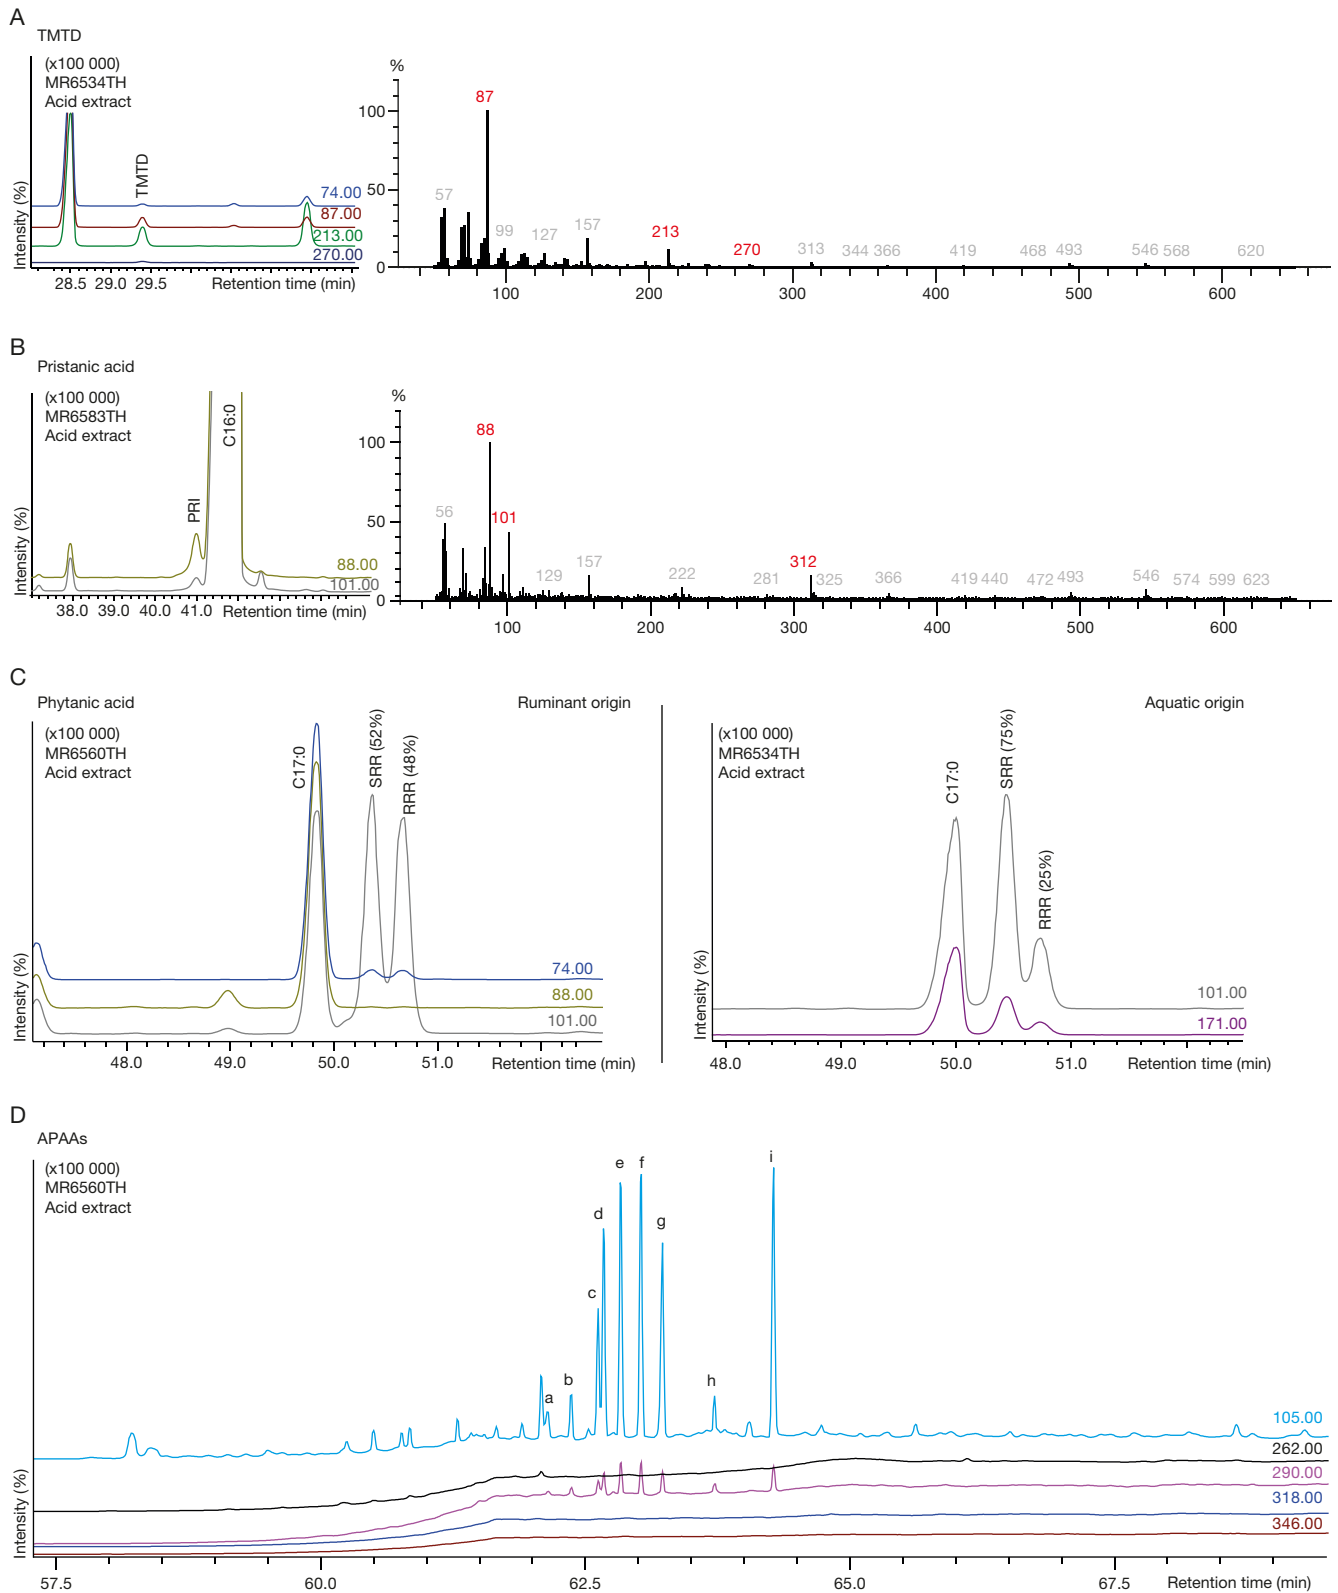 A
TMTD
(x100 000)
MR6534TH
Acid extract
TMTD
74.00
87.00
213.00
270.00
Intensity (%)
28.5 29.0 29.5 Retention time (min)
%
100
50
0
57 87 99 127 157 213 270 313 344 366 419 468 493 546 568 620
100 200 300 400 500 600
B
Pristanic acid
(x100 000)
MR6583TH
Acid extract
PRI
C16:0
88.00
101.00
Intensity (%)
38.0 39.0 40.0 41.0 Retention time (min)
%
100
50
0
56 88 101 129 157 222 281 312 325 366 419 440 472 493 546 574 599 623
100 200 300 400 500 600
C
Phytanic acid Ruminant origin
(x100 000)
MR6560TH
Acid extract
C17:0
SRR (52%)
RRR (48%)
74.00
88.00
101.00
Intensity (%)
48.0 49.0 50.0 51.0 Retention time (min)
Aquatic origin
(x100 000)
MR6534TH
Acid extract
C17:0
SRR (75%)
RRR (25%)
101.00
171.00
Intensity (%)
48.0 49.0 50.0 51.0 Retention time (min)
D
APAAs
(x100 000)
MR6560TH
Acid extract
a b c d e f g h i
105.00
262.00
290.00
318.00
346.00
Intensity (%)
57.5 60.0 62.5 65.0 67.5 Retention time (min)